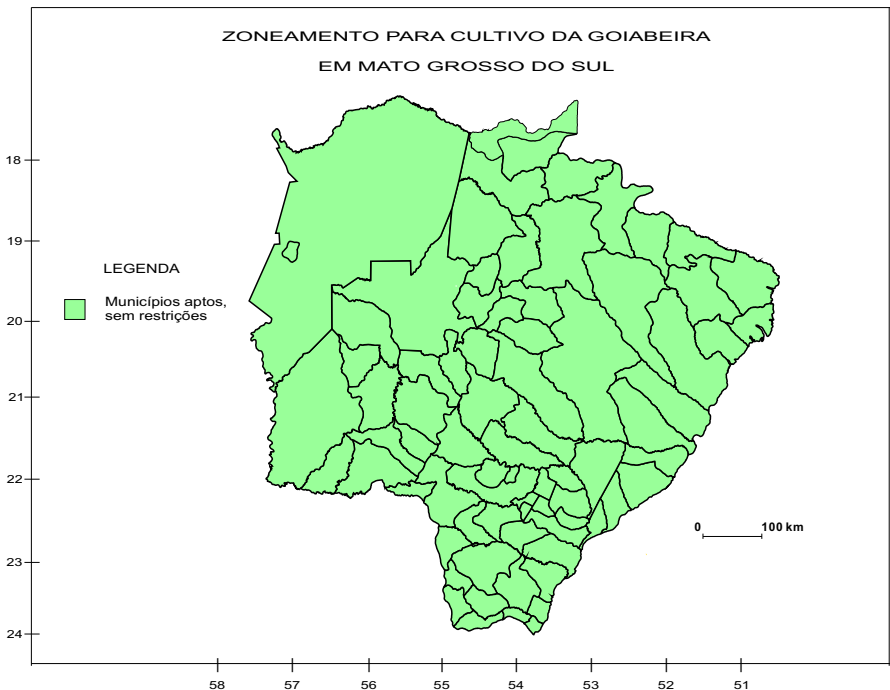 ZONEAMENTO PARA CULTIVO DA GOIABEIRA
EM MATO GROSSO DO SUL
18
19
LEGENDA
Municípios aptos,
sem restrições
20
21
22
0 100 km
23
24
58 57 56 55 54 53 52 51